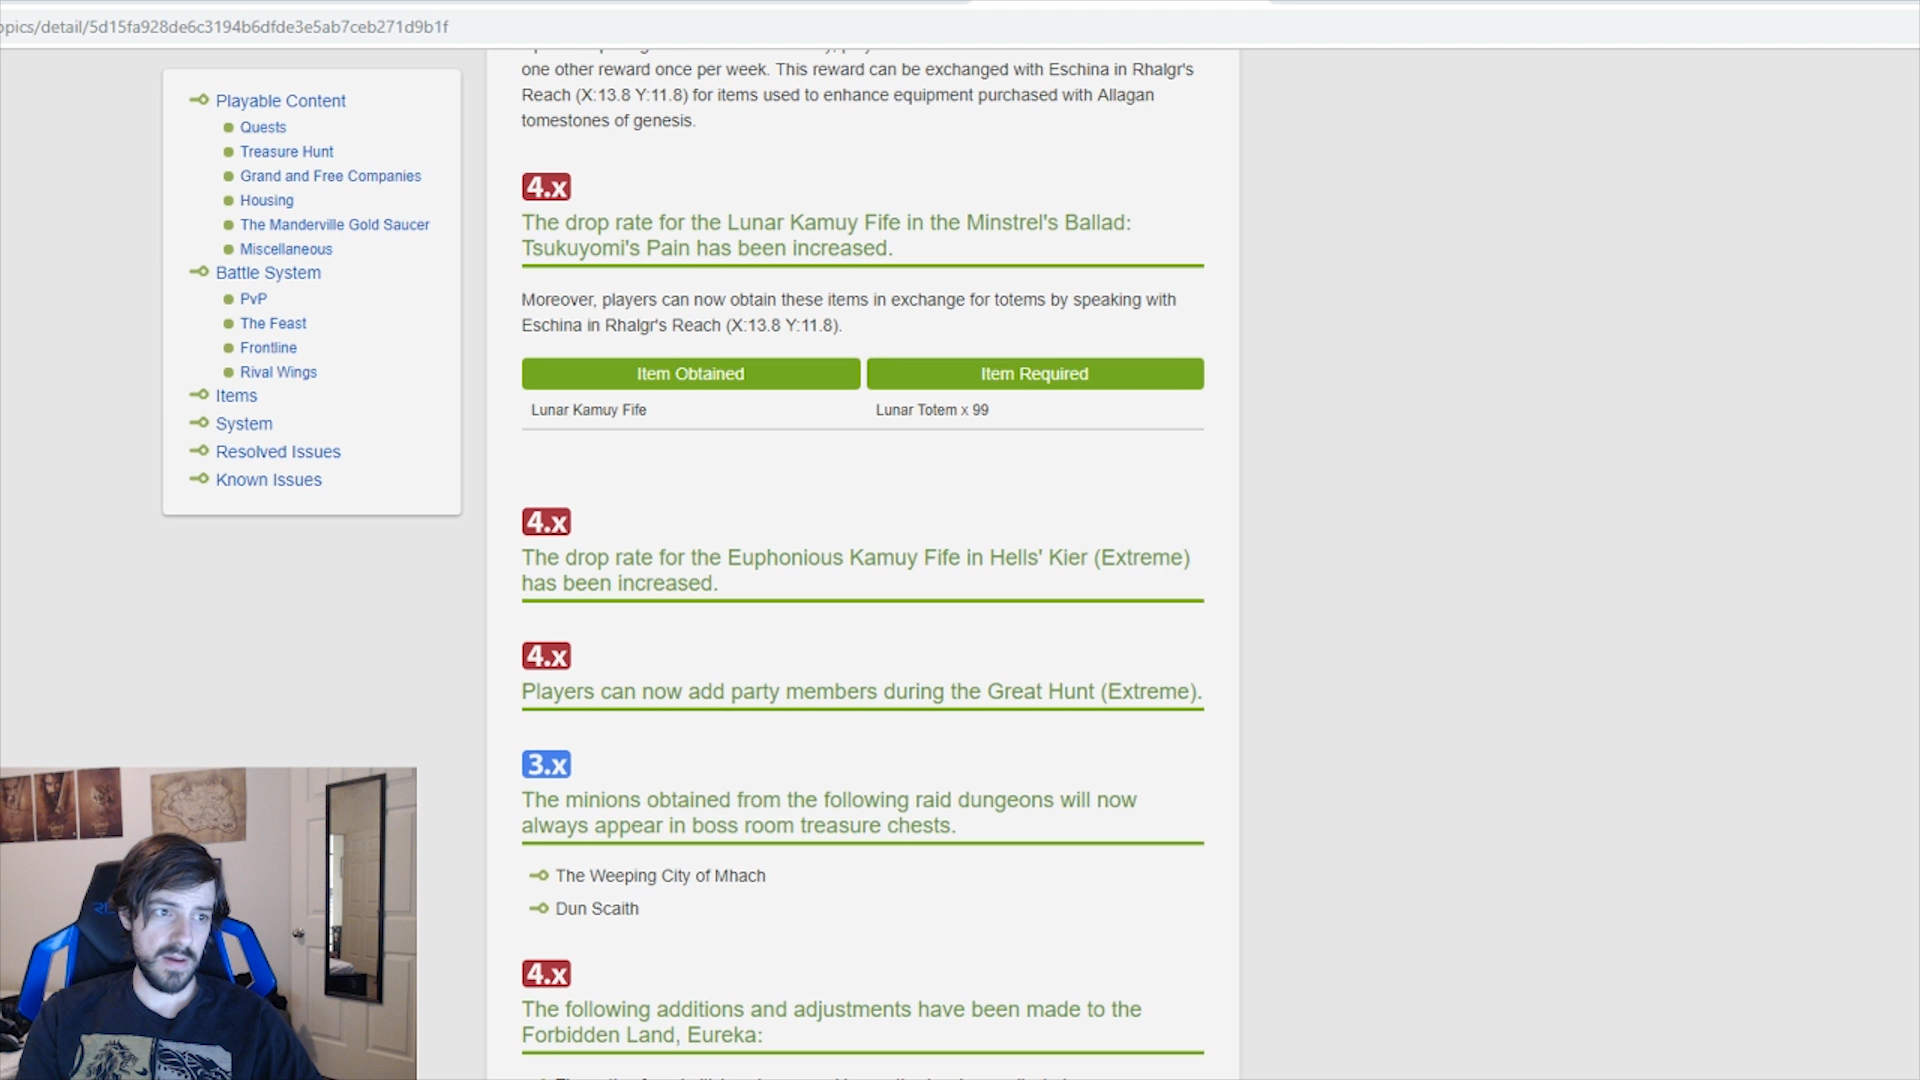 opics/detail/5d15fa928de6c3194b6dfde3e5ab7ceb271d9b1f
Playable Content
Quests
Treasure Hunt
Grand and Free Companies
Housing
The Manderville Gold Saucer
Miscellaneous
Battle System
PvP
The Feast
Frontline
Rival Wings
Items
System
Resolved Issues
Known Issues
one other reward once per week. This reward can be exchanged with Eschina in Rhalgr's
Reach (X:13.8 Y:11.8) for items used to enhance equipment purchased with Allagan
tomestones of genesis.
4.x
The drop rate for the Lunar Kamuy Fife in the Minstrel's Ballad:
Tsukuyomi's Pain has been increased.
Moreover, players can now obtain these items in exchange for totems by speaking with
Eschina in Rhalgr's Reach (X:13.8 Y:11.8).
Item Obtained Item Required
Lunar Kamuy Fife Lunar Totem x 99
4.x
The drop rate for the Euphonious Kamuy Fife in Hells' Kier (Extreme)
has been increased.
4.x
Players can now add party members during the Great Hunt (Extreme).
3.x
The minions obtained from the following raid dungeons will now
always appear in boss room treasure chests.
The Weeping City of Mhach
Dun Scaith
4.x
The following additions and adjustments have been made to the
Forbidden Land, Eureka: